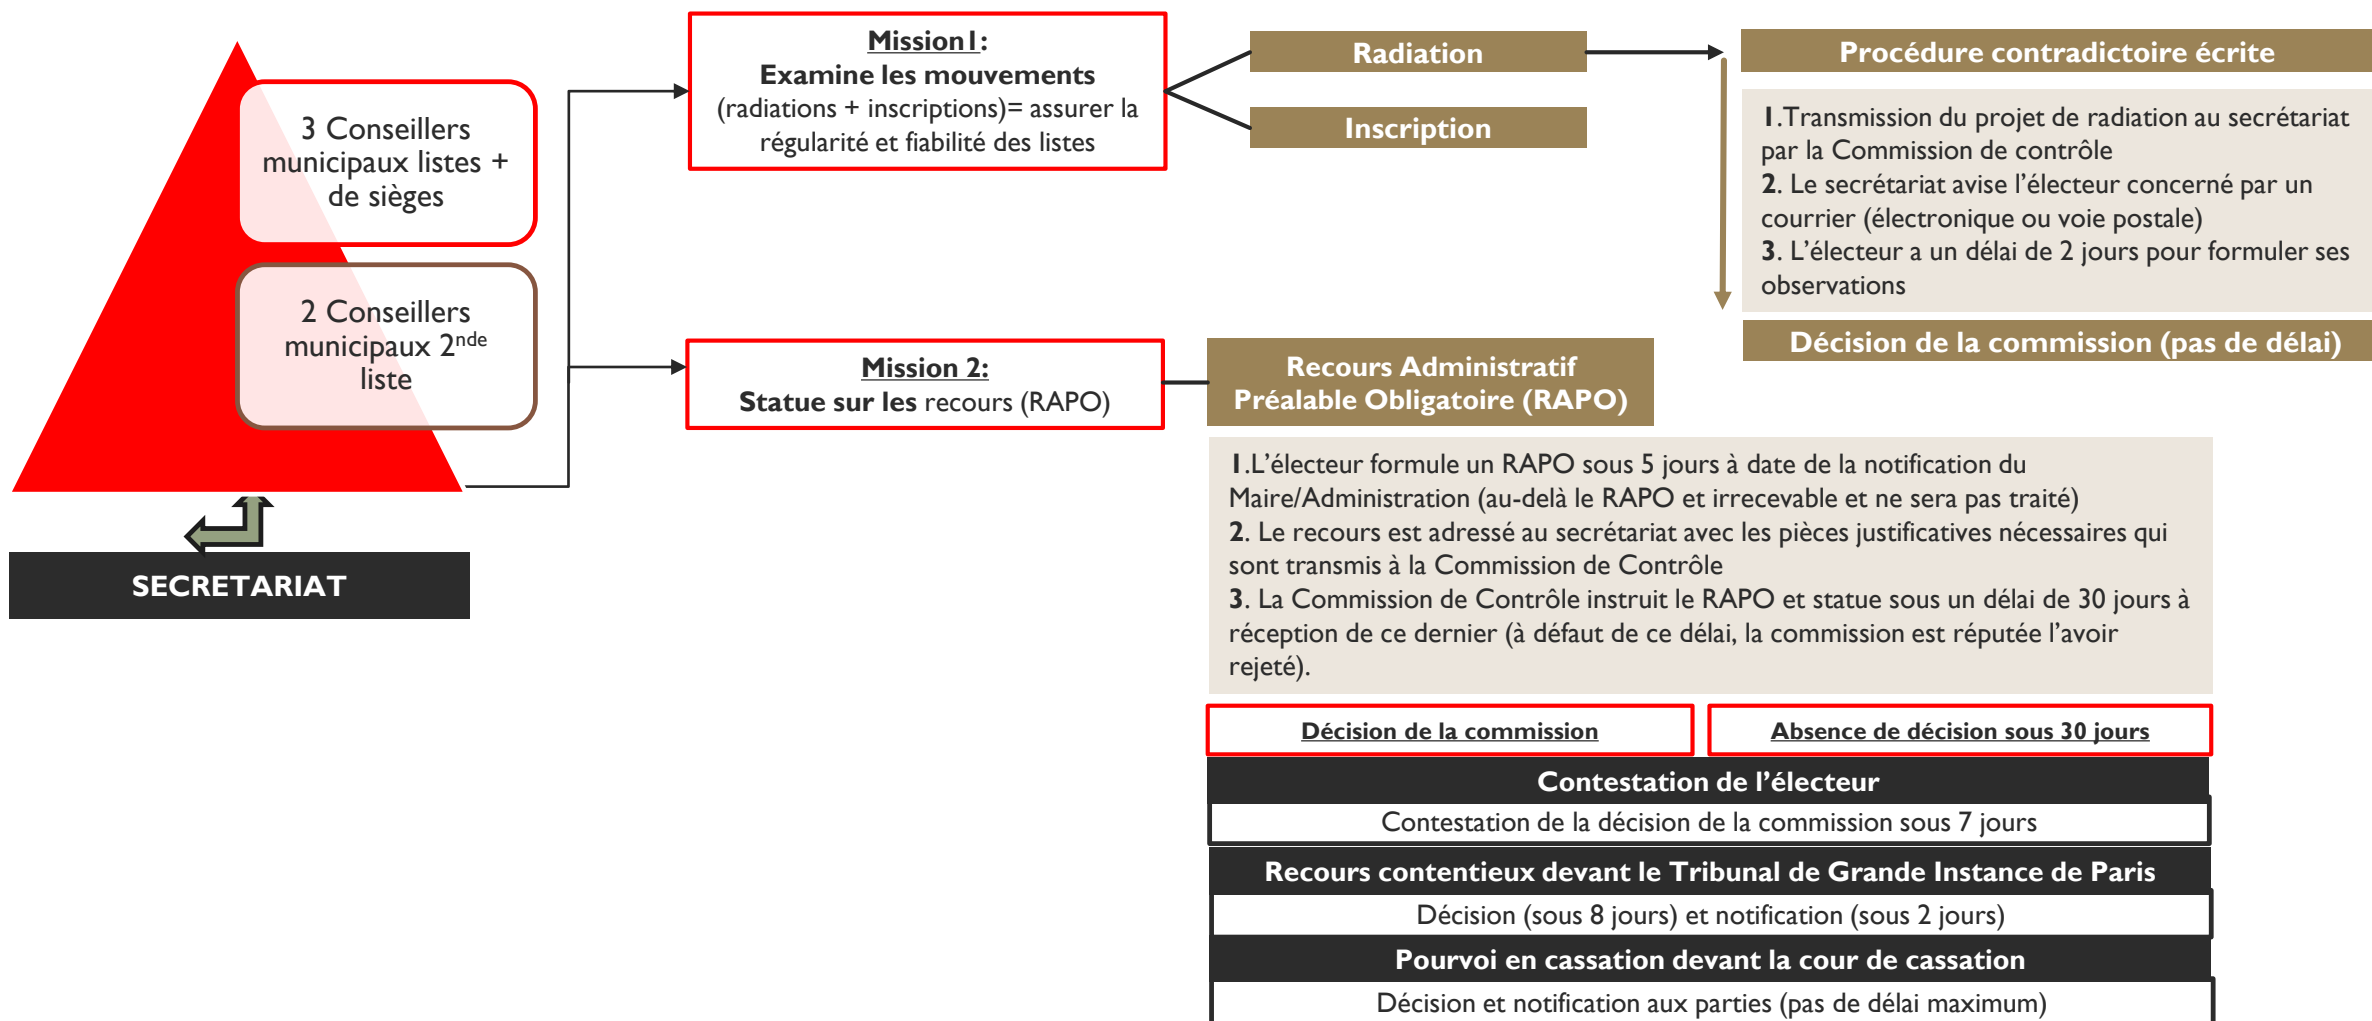 3 Conseillers
municipaux listes +
de sièges
2 Conseillers
municipaux 2nde
liste
SECRETARIAT
Mission1:
Examine les mouvements
(radiations + inscriptions)= assurer la
régularité et fiabilité des listes
Radiation
Inscription
Procédure contradictoire écrite
1.Transmission du projet de radiation au secrétariat
par la Commission de contrôle
2. Le secrétariat avise l’électeur concerné par un
courrier (électronique ou voie postale)
3. L’électeur a un délai de 2 jours pour formuler ses
observations
Décision de la commission (pas de délai)
Mission 2:
Statue sur les recours (RAPO)
Recours Administratif
Préalable Obligatoire (RAPO)
1.L’électeur formule un RAPO sous 5 jours à date de la notification du
Maire/Administration (au-delà le RAPO et irrecevable et ne sera pas traité)
2. Le recours est adressé au secrétariat avec les pièces justificatives nécessaires qui
sont transmis à la Commission de Contrôle
3. La Commission de Contrôle instruit le RAPO et statue sous un délai de 30 jours à
réception de ce dernier (à défaut de ce délai, la commission est réputée l’avoir
rejeté).
Décision de la commission
Absence de décision sous 30 jours
Contestation de l’électeur
Contestation de la décision de la commission sous 7 jours
Recours contentieux devant le Tribunal de Grande Instance de Paris
Décision (sous 8 jours) et notification (sous 2 jours)
Pourvoi en cassation devant la cour de cassation
Décision et notification aux parties (pas de délai maximum)